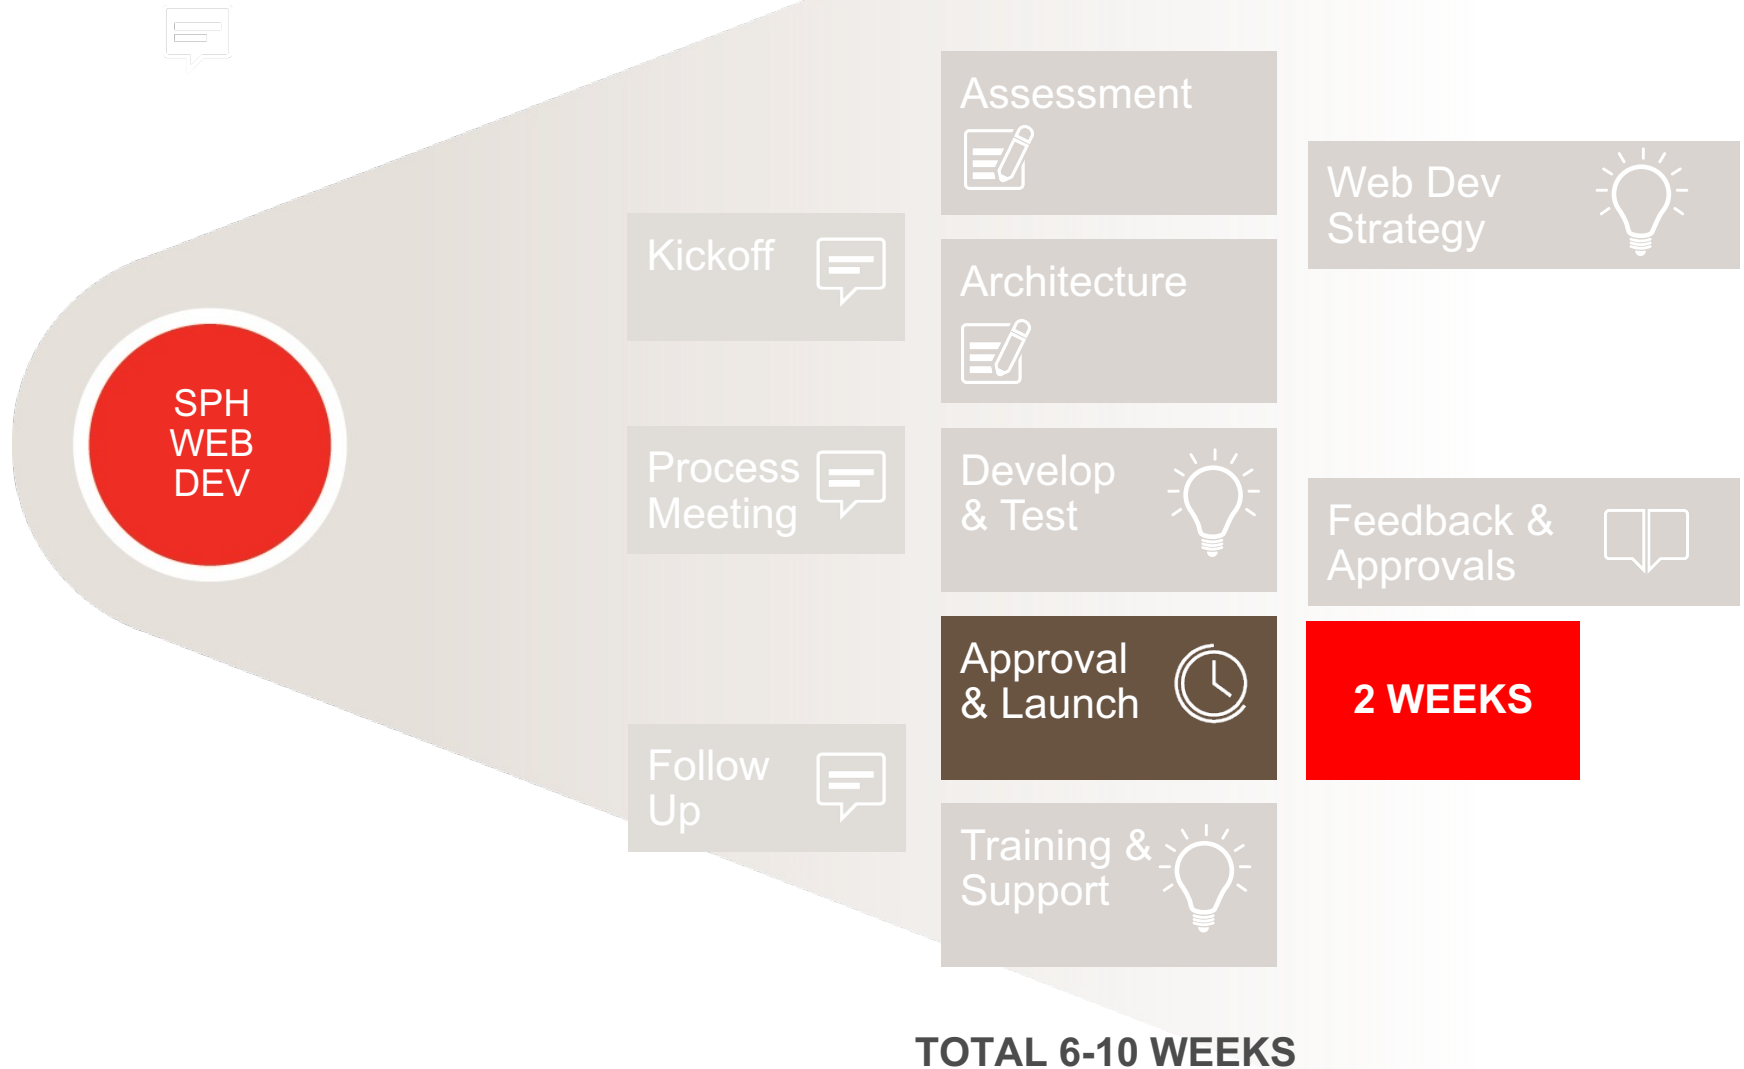 SPH
WEB
DEV
Kickoff
Process
Meeting
Follow
Up
Assessment
Architecture
Develop
& Test
Approval
& Launch
Training &
Support
Web Dev
Strategy
Feedback &
Approvals
2 WEEKS
TOTAL 6-10 WEEKS